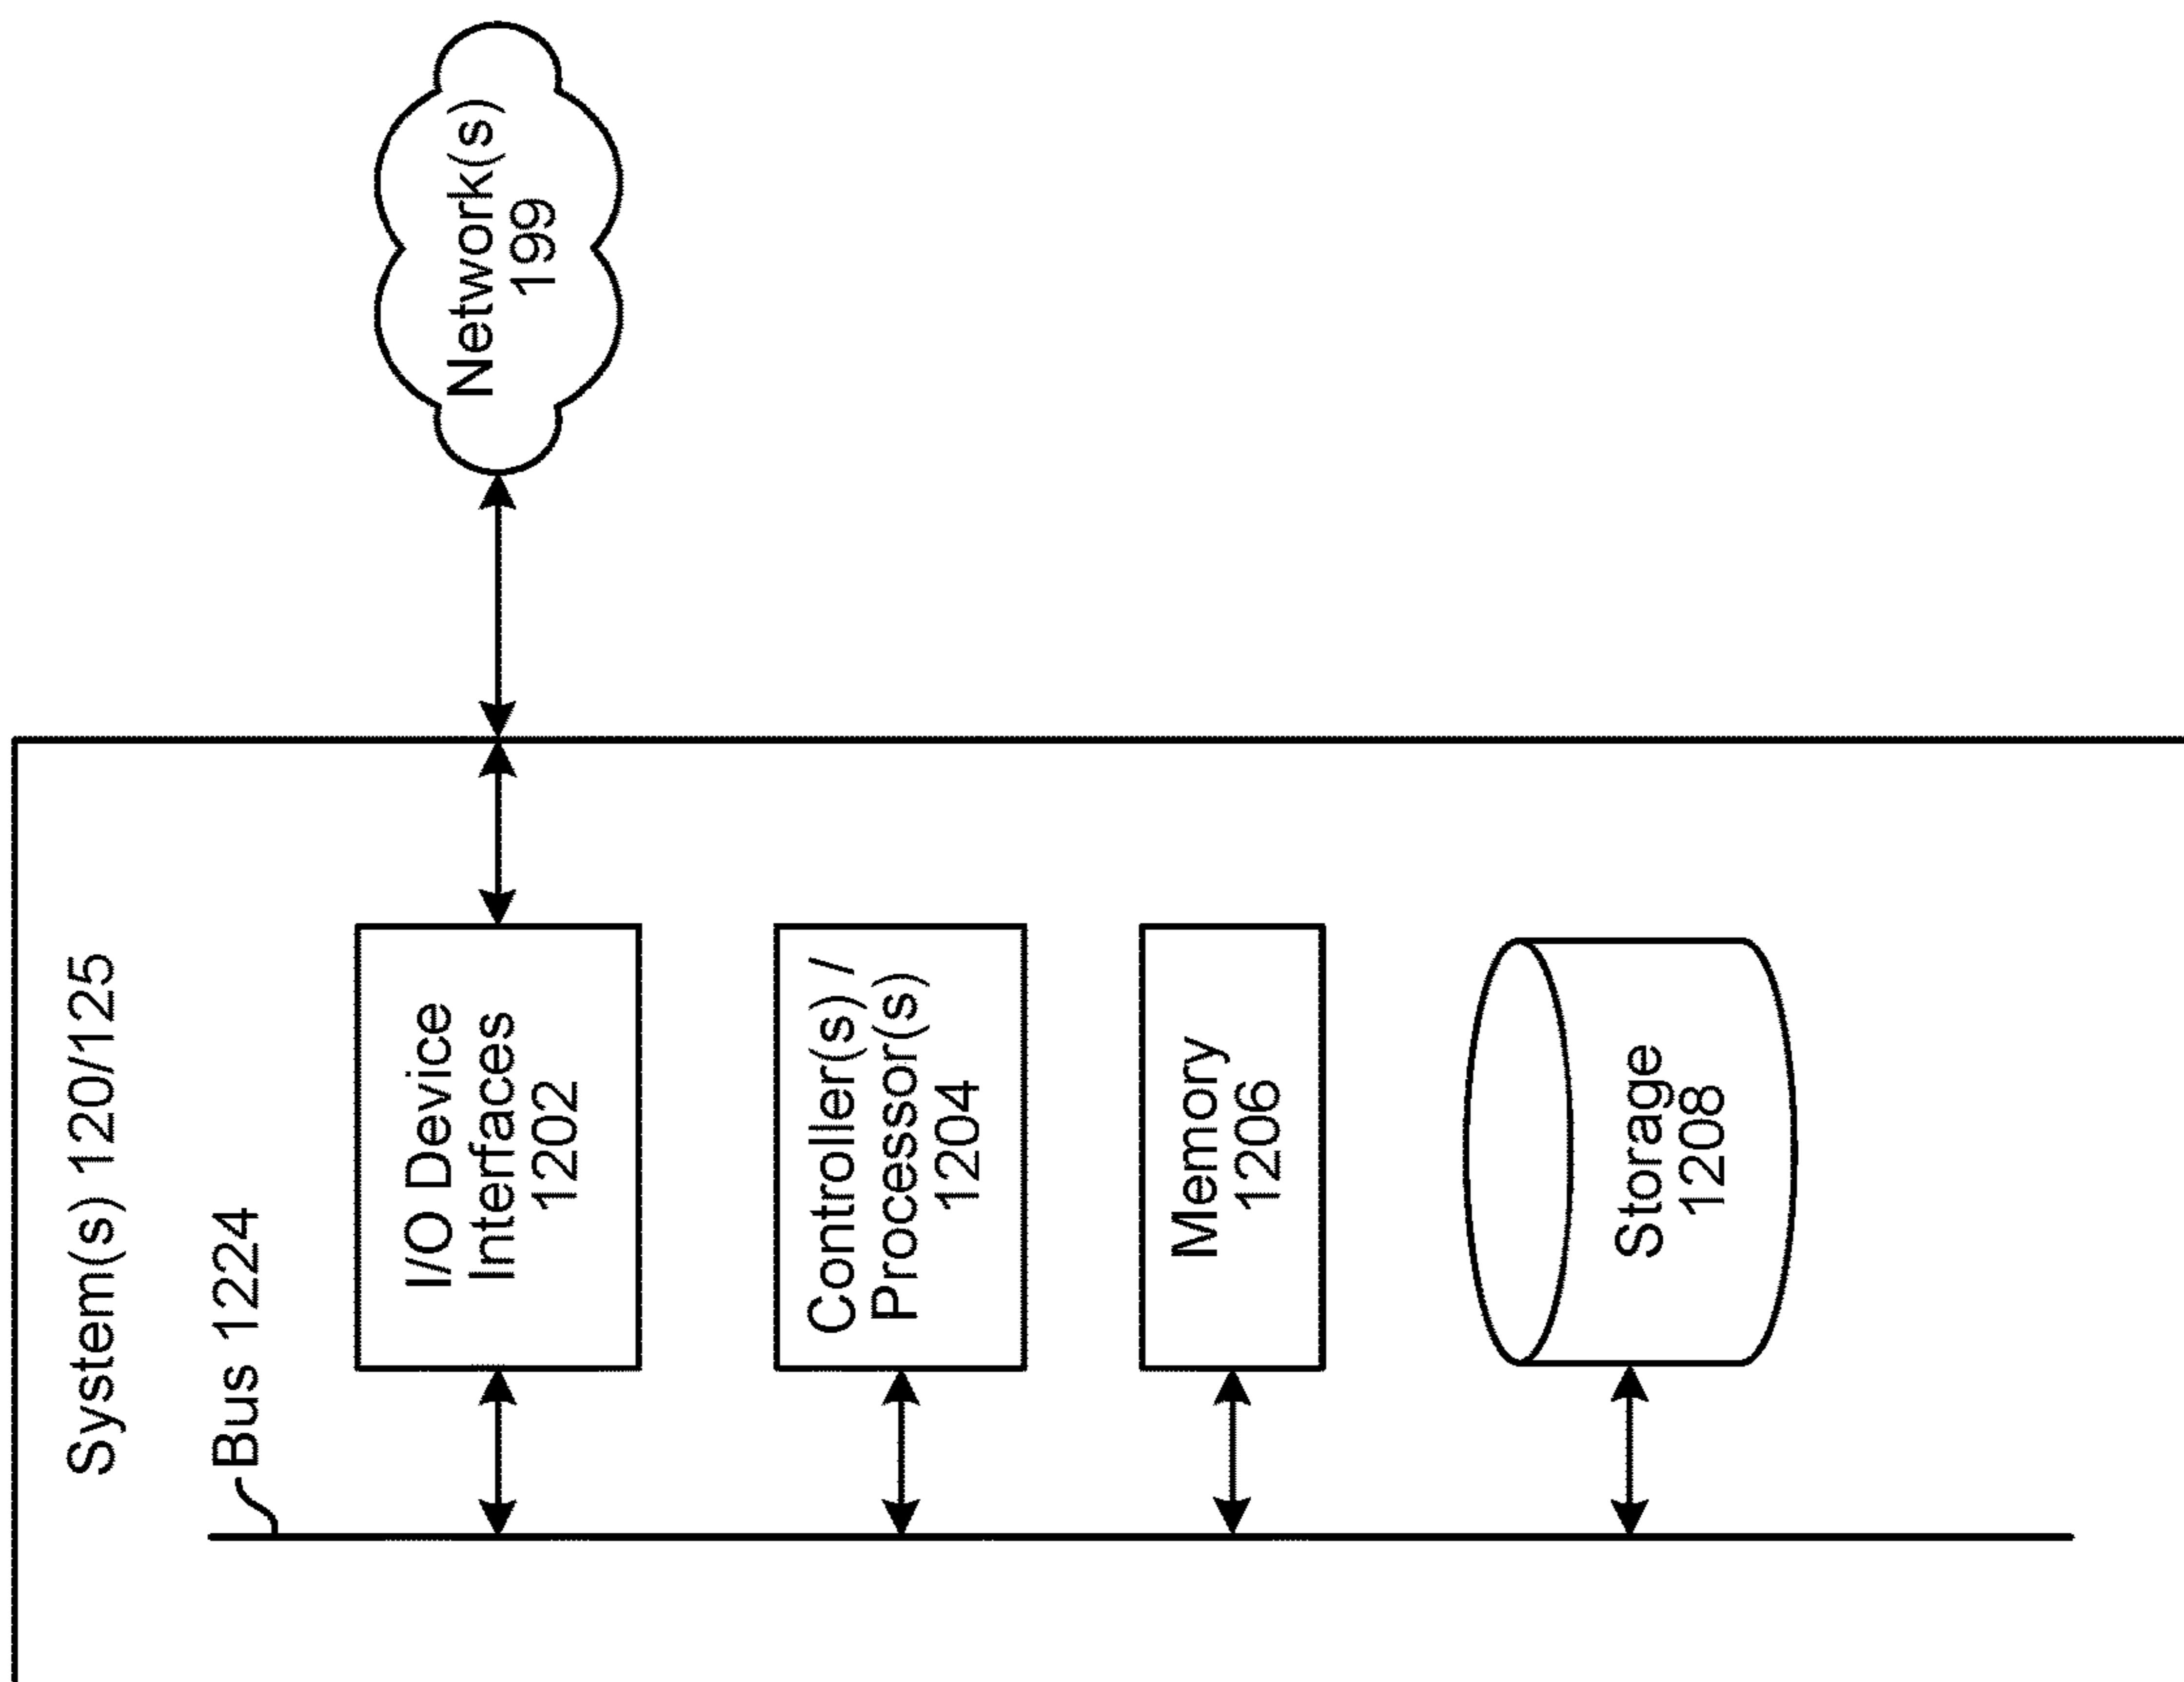 System(s) 120/125
Bus 1224
I/O Device
Interfaces
1202
Network(s)
199
Controller(s) /
Processor(s)
1204
Memory
1206
Storage
1208